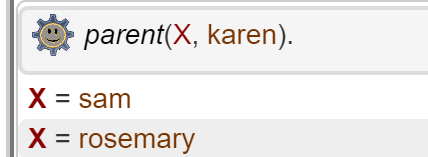 parent(X, karen).
X = sam
X = rosemary